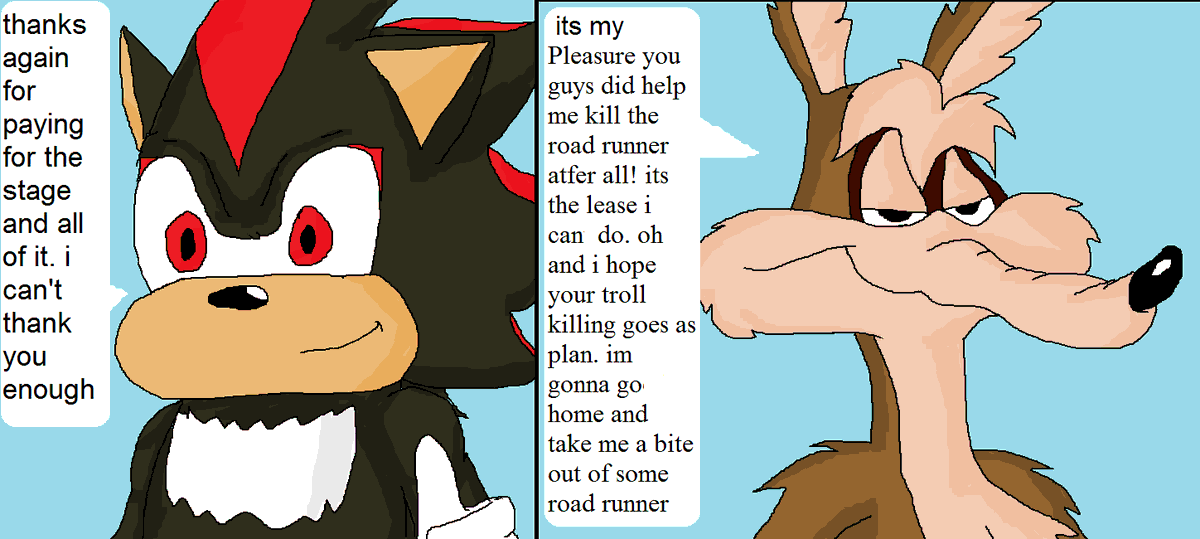 thanks
again
for
paying
for the
stage
and all
of it. i
can't
thank
you
enough
its my
Pleasure you
guys did help
me kill the
road runner
atfer all! its
the lease i
can do. oh
and i hope
your troll
killing goes as
plan. im
gonna go
home and
take me a bite
out of some
road runner